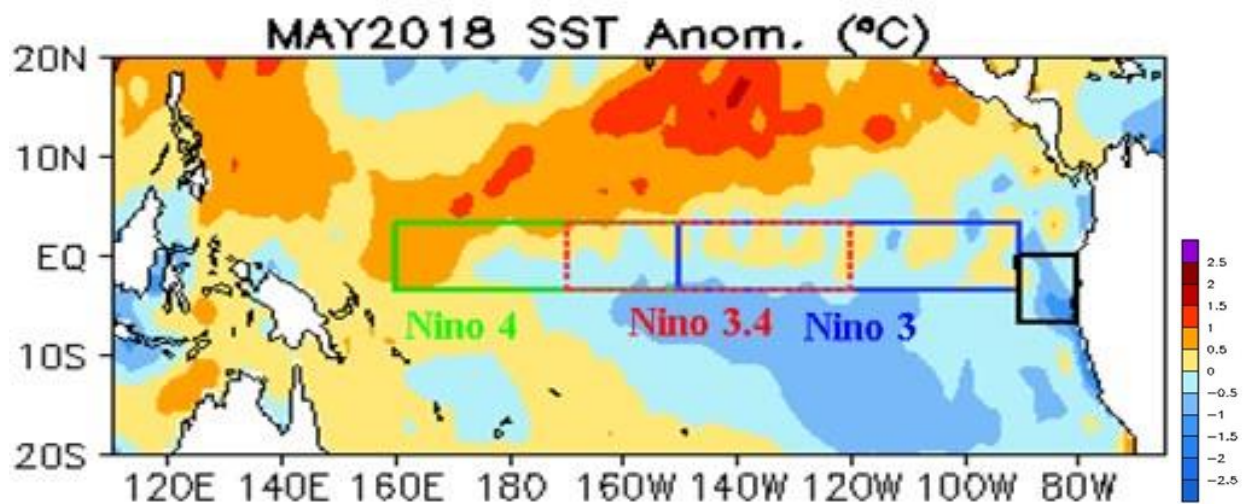 MAY2018 SST Anom. (ºC)
20N
10N
EQ
10S
20S
Nino 4
Nino 3.4
Nino 3
120E 140E 160E 180 160W 140W 120W 100W 80W
2.5
2
1.5
1
0.5
0
-0.5
-1
-1.5
-2
-2.5